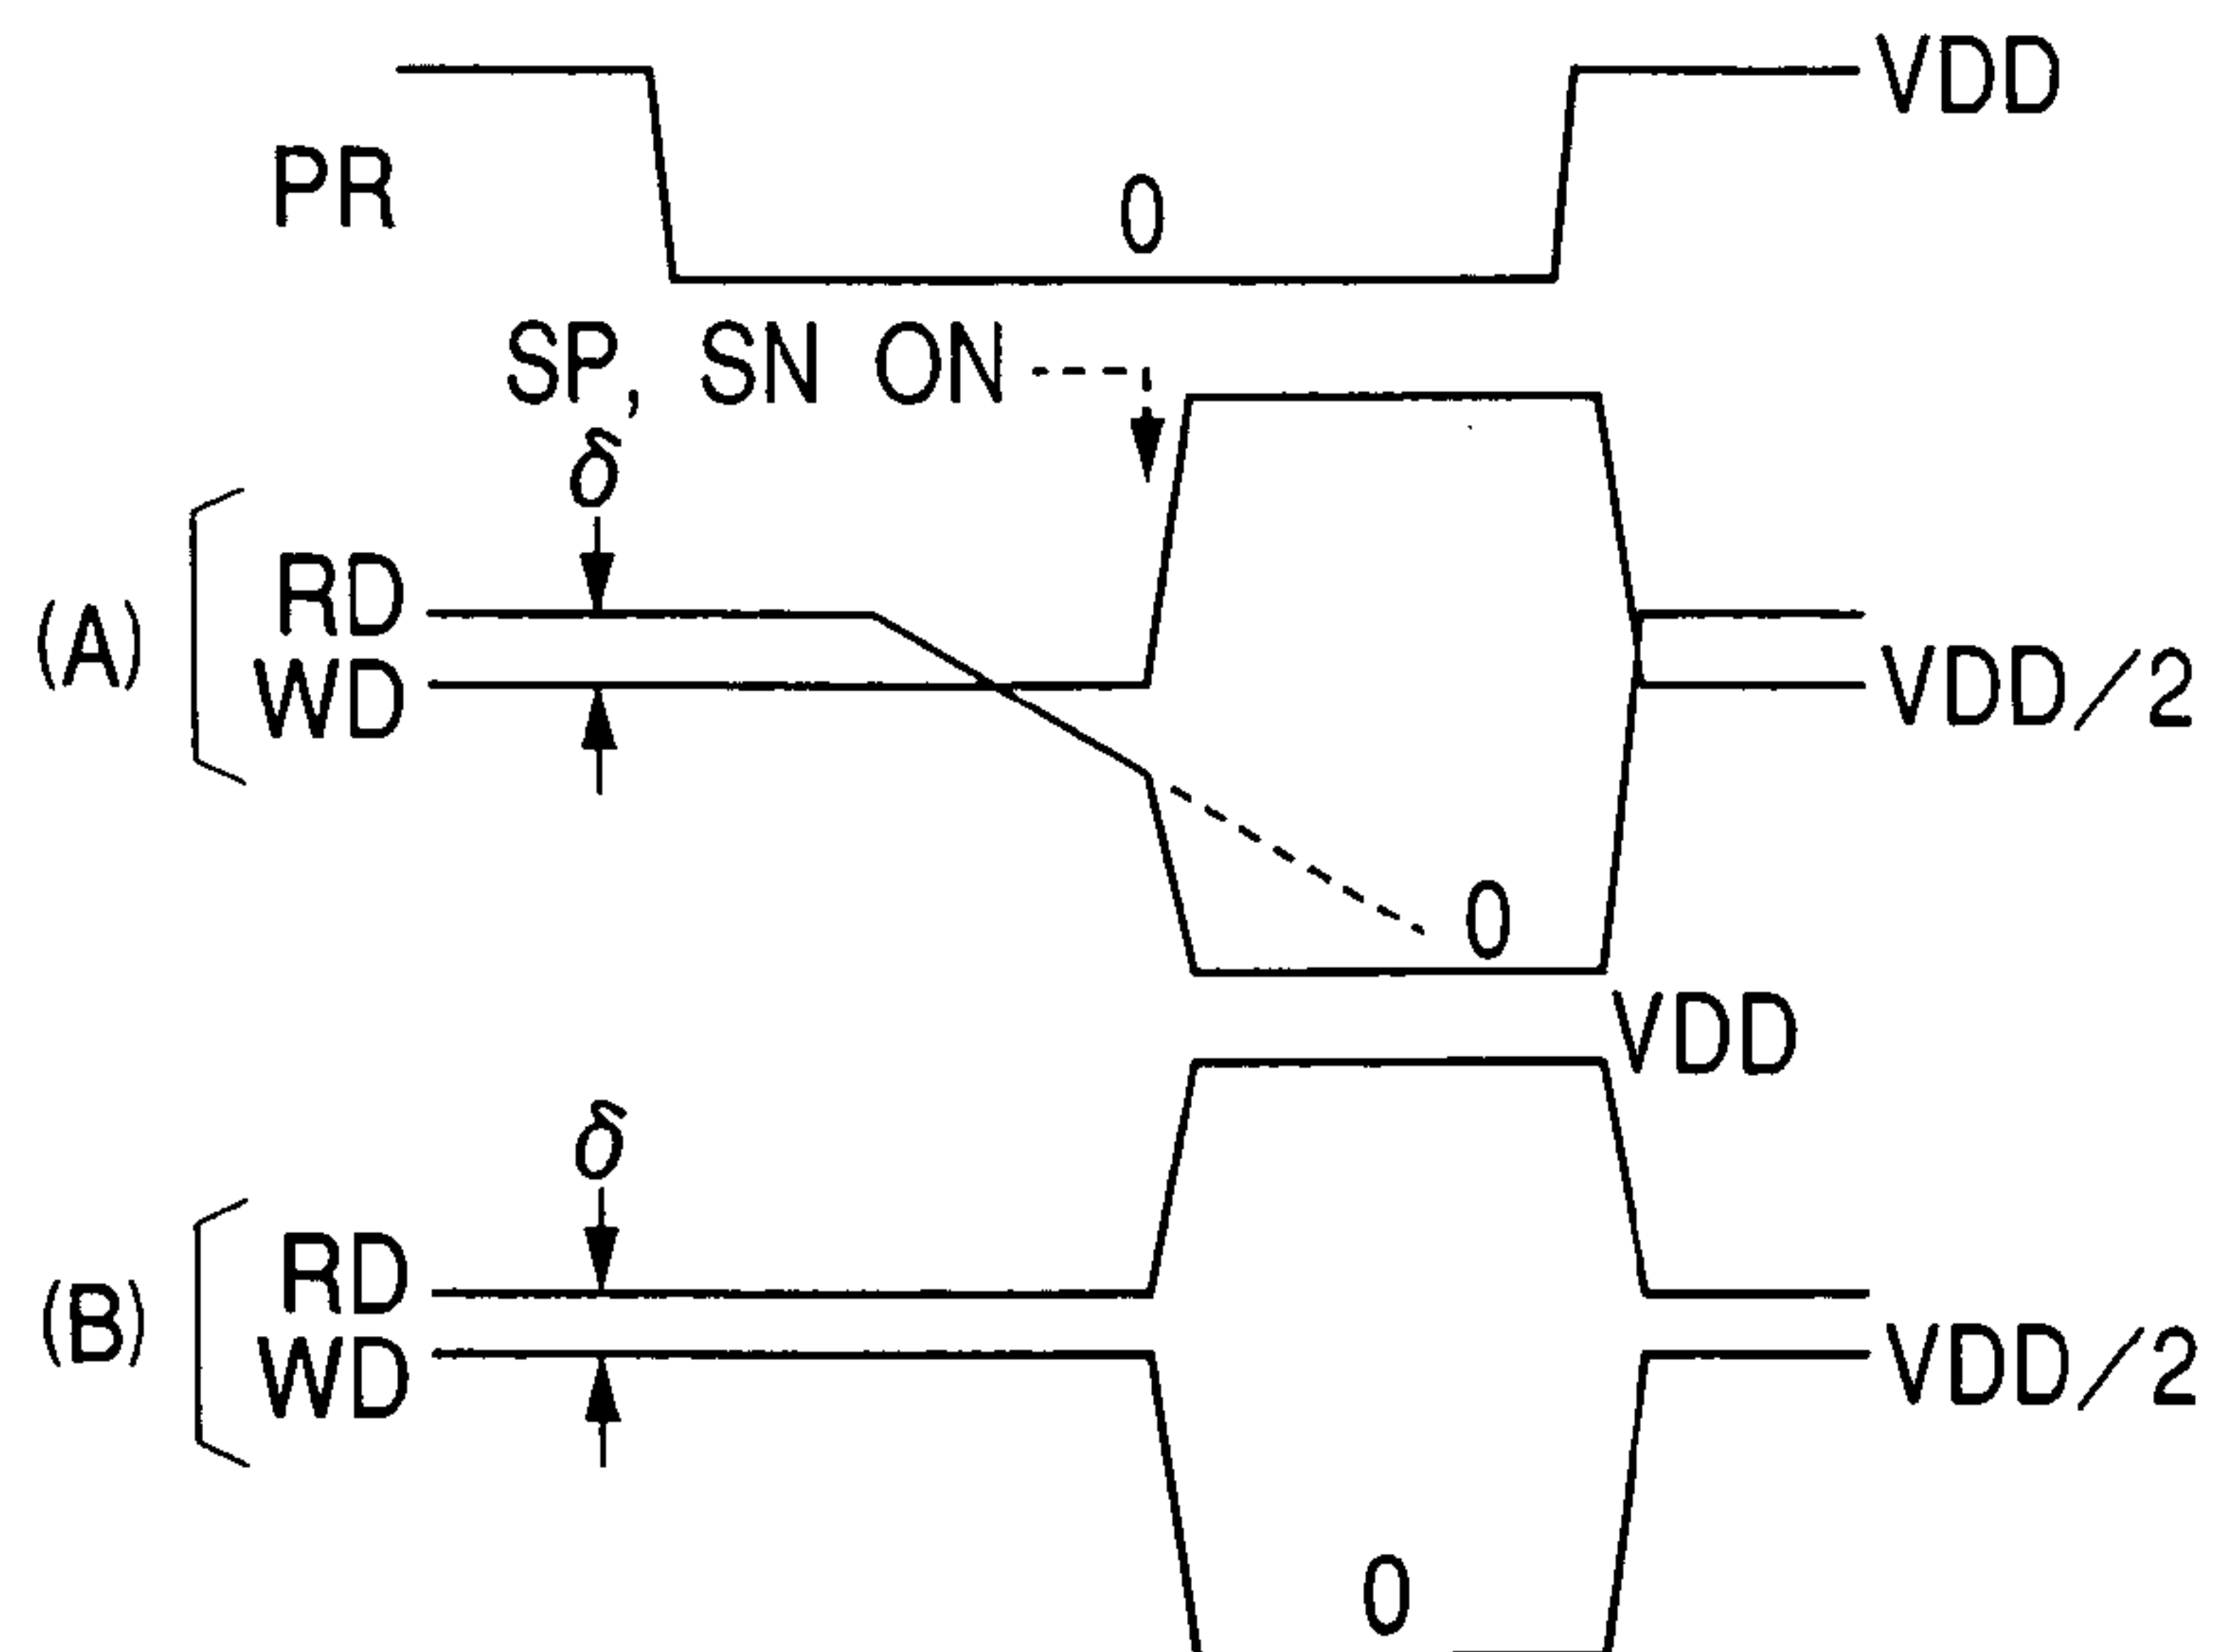 VDD
PR
0
SP, SN ON
δ
RD
(A)
WD
VDD/2
0
VDD
δ
RD
(B)
WD
VDD/2
0